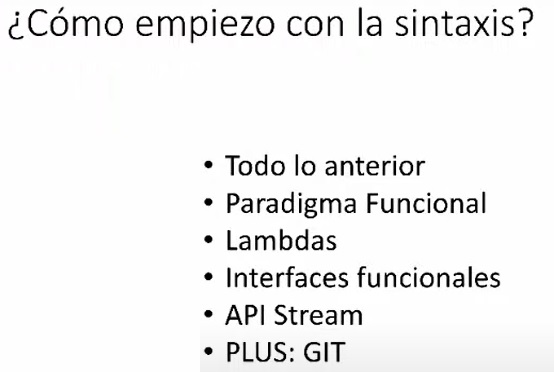 ¿Cómo empiezo con la sintaxis?
• Todo lo anterior
• Paradigma Funcional
• Lambdas
• Interfaces funcionales
• API Stream
• PLUS: GIT